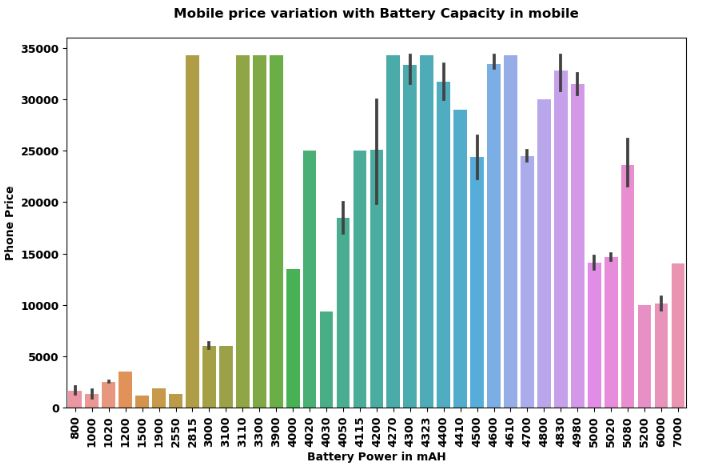 Mobile price variation with Battery Capacity in mobile
35000
30000
25000
20000
15000
10000
5000
0
Phone Price
800 1000 1020 1200 1500 1900 2550 2815 3000 3100 3110 3300 3900 4000 4020 4030 4050 4115 4200 4270 4300 4323 4400 4410 4500 4600 4610 4700 4800 4830 4980 5000 5020 5080 5200 6000 7000
Battery Power in mAH